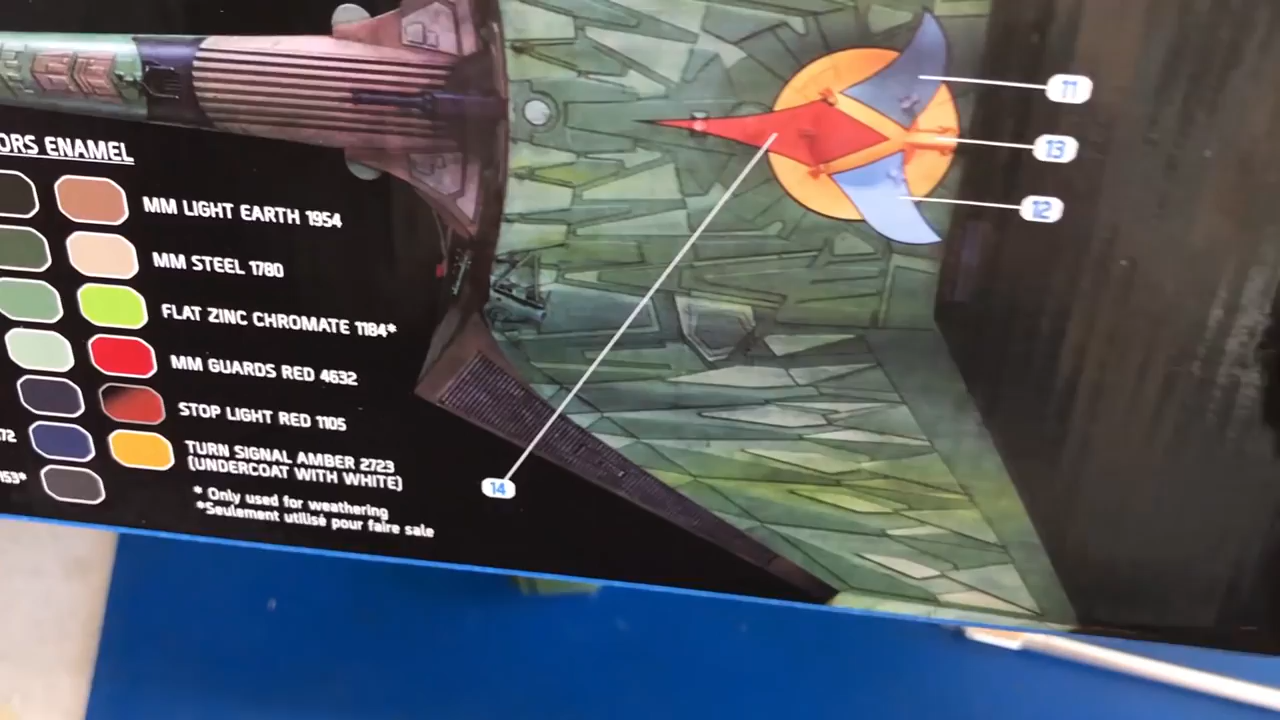 ORS ENAMEL
MM LIGHT EARTH 1954
MM STEEL 1780
FLAT ZINC CHROMATE 1184*
MM GUARDS RED 4632
STOP LIGHT RED 1105
72
TURN SIGNAL AMBER 2723
(UNDERCOAT WITH WHITE)
153*
* Only used for weathering
*Seulement utilisé pour faire sale
11
13
12
14